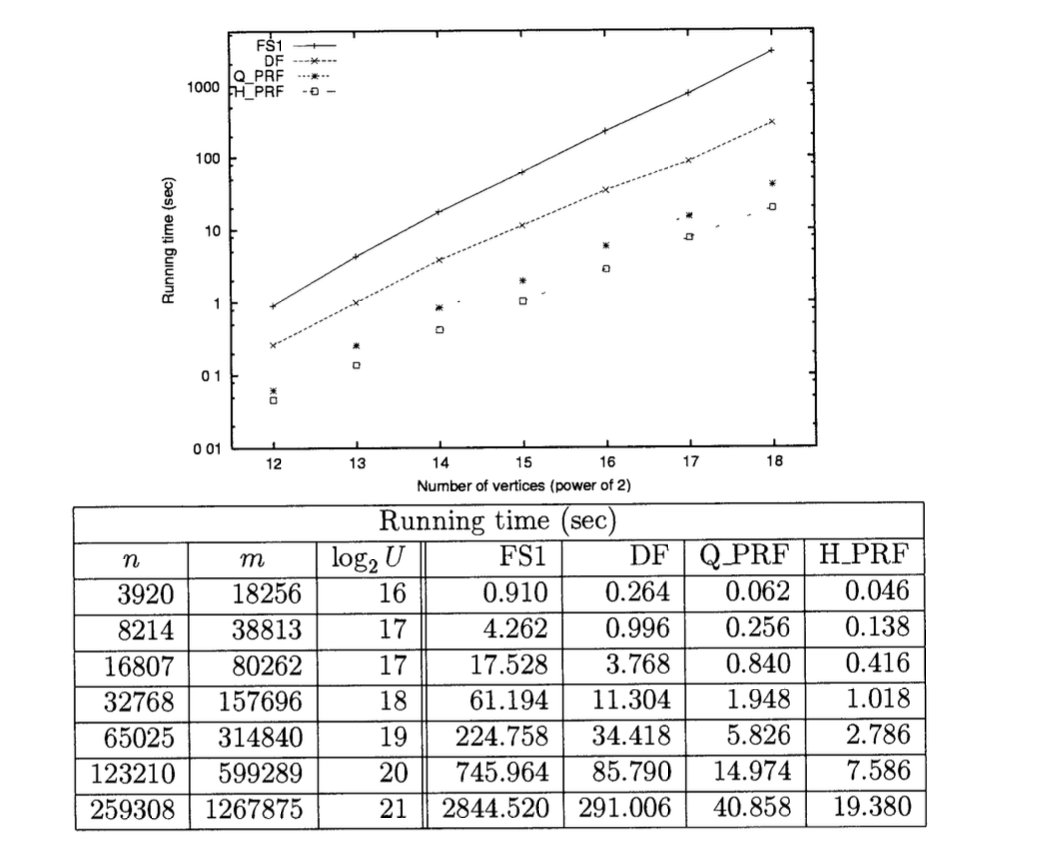 FS1
DF
Q_PRF
H_PRF
1000
100
10
1
0 1
0 01
Running time (sec)
12 13 14 15 16 17 18
Number of vertices (power of 2)
Running time (sec)
n m log2 U FS1 DF Q_PRF H_PRF
3920 18256 16 0.910 0.264 0.062 0.046
8214 38813 17 4.262 0.996 0.256 0.138
16807 80262 17 17.528 3.768 0.840 0.416
32768 157696 18 61.194 11.304 1.948 1.018
65025 314840 19 224.758 34.418 5.826 2.786
123210 599289 20 745.964 85.790 14.974 7.586
259308 1267875 21 2844.520 291.006 40.858 19.380